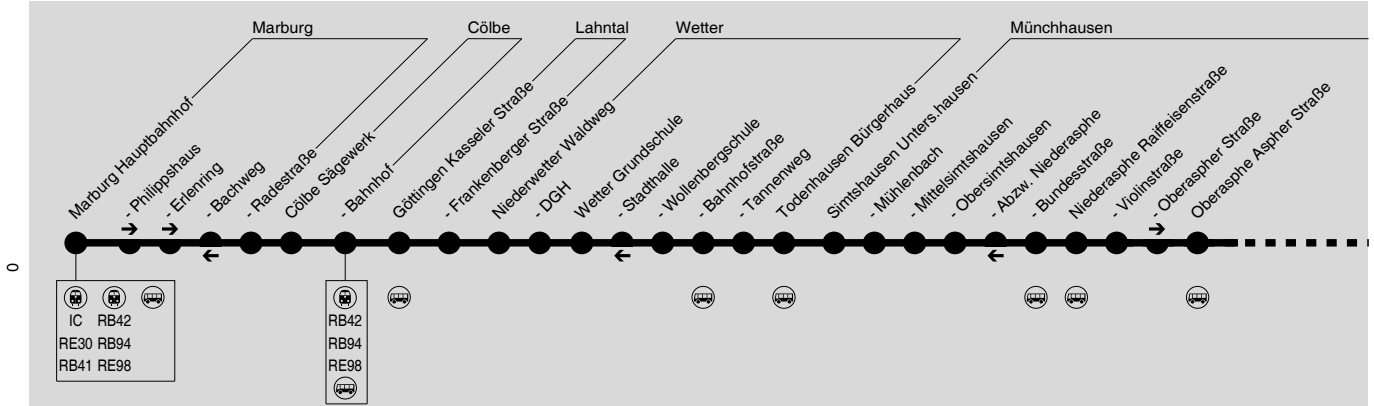 Marburg
Cölbe
Lahntal
Wetter
Münchhausen
Marburg Hauptbahnhof
- Philippshaus
- Erlenring
- Bachweg
- Radestraße
Cölbe Sägewerk
- Bahnhof
Göttingen Kasseler Straße
- Frankenberger Straße
Niederwetter Waldweg
- DGH
Wetter Grundschule
- Stadthalle
- Wollenbergschule
- Bahnhofstraße
- Tannenweg
Todenhausen Bürgerhaus
Simtshausen Unters.hausen
- Mühlenbach
- Mittelsimtshausen
- Obersimtshausen
- Abzw. Niederasphe
- Bundesstraße
Niederasphe Raiffeisenstraße
- Violinstraße
- Oberaspher Straße
Oberasphe Aspher Straße
0
IC RB42
RE30 RB94
RB41 RE98
RB42
RB94
RE98